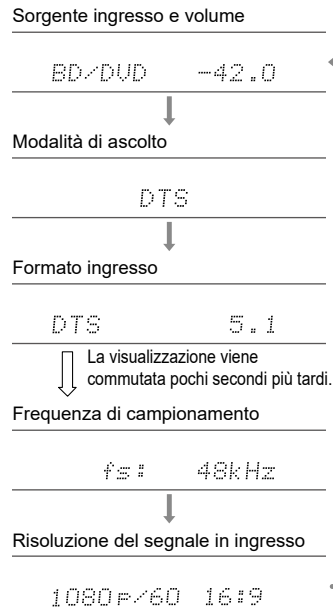 Sorgente ingresso e volume
BD/DVD -42.0
Modalità di ascolto
DTS
Formato ingresso
DTS 5.1
La visualizzazione viene
commutata pochi secondi più tardi.
Frequenza di campionamento
fs: 48kHz
Risoluzione del segnale in ingresso
1080p/60 16:9